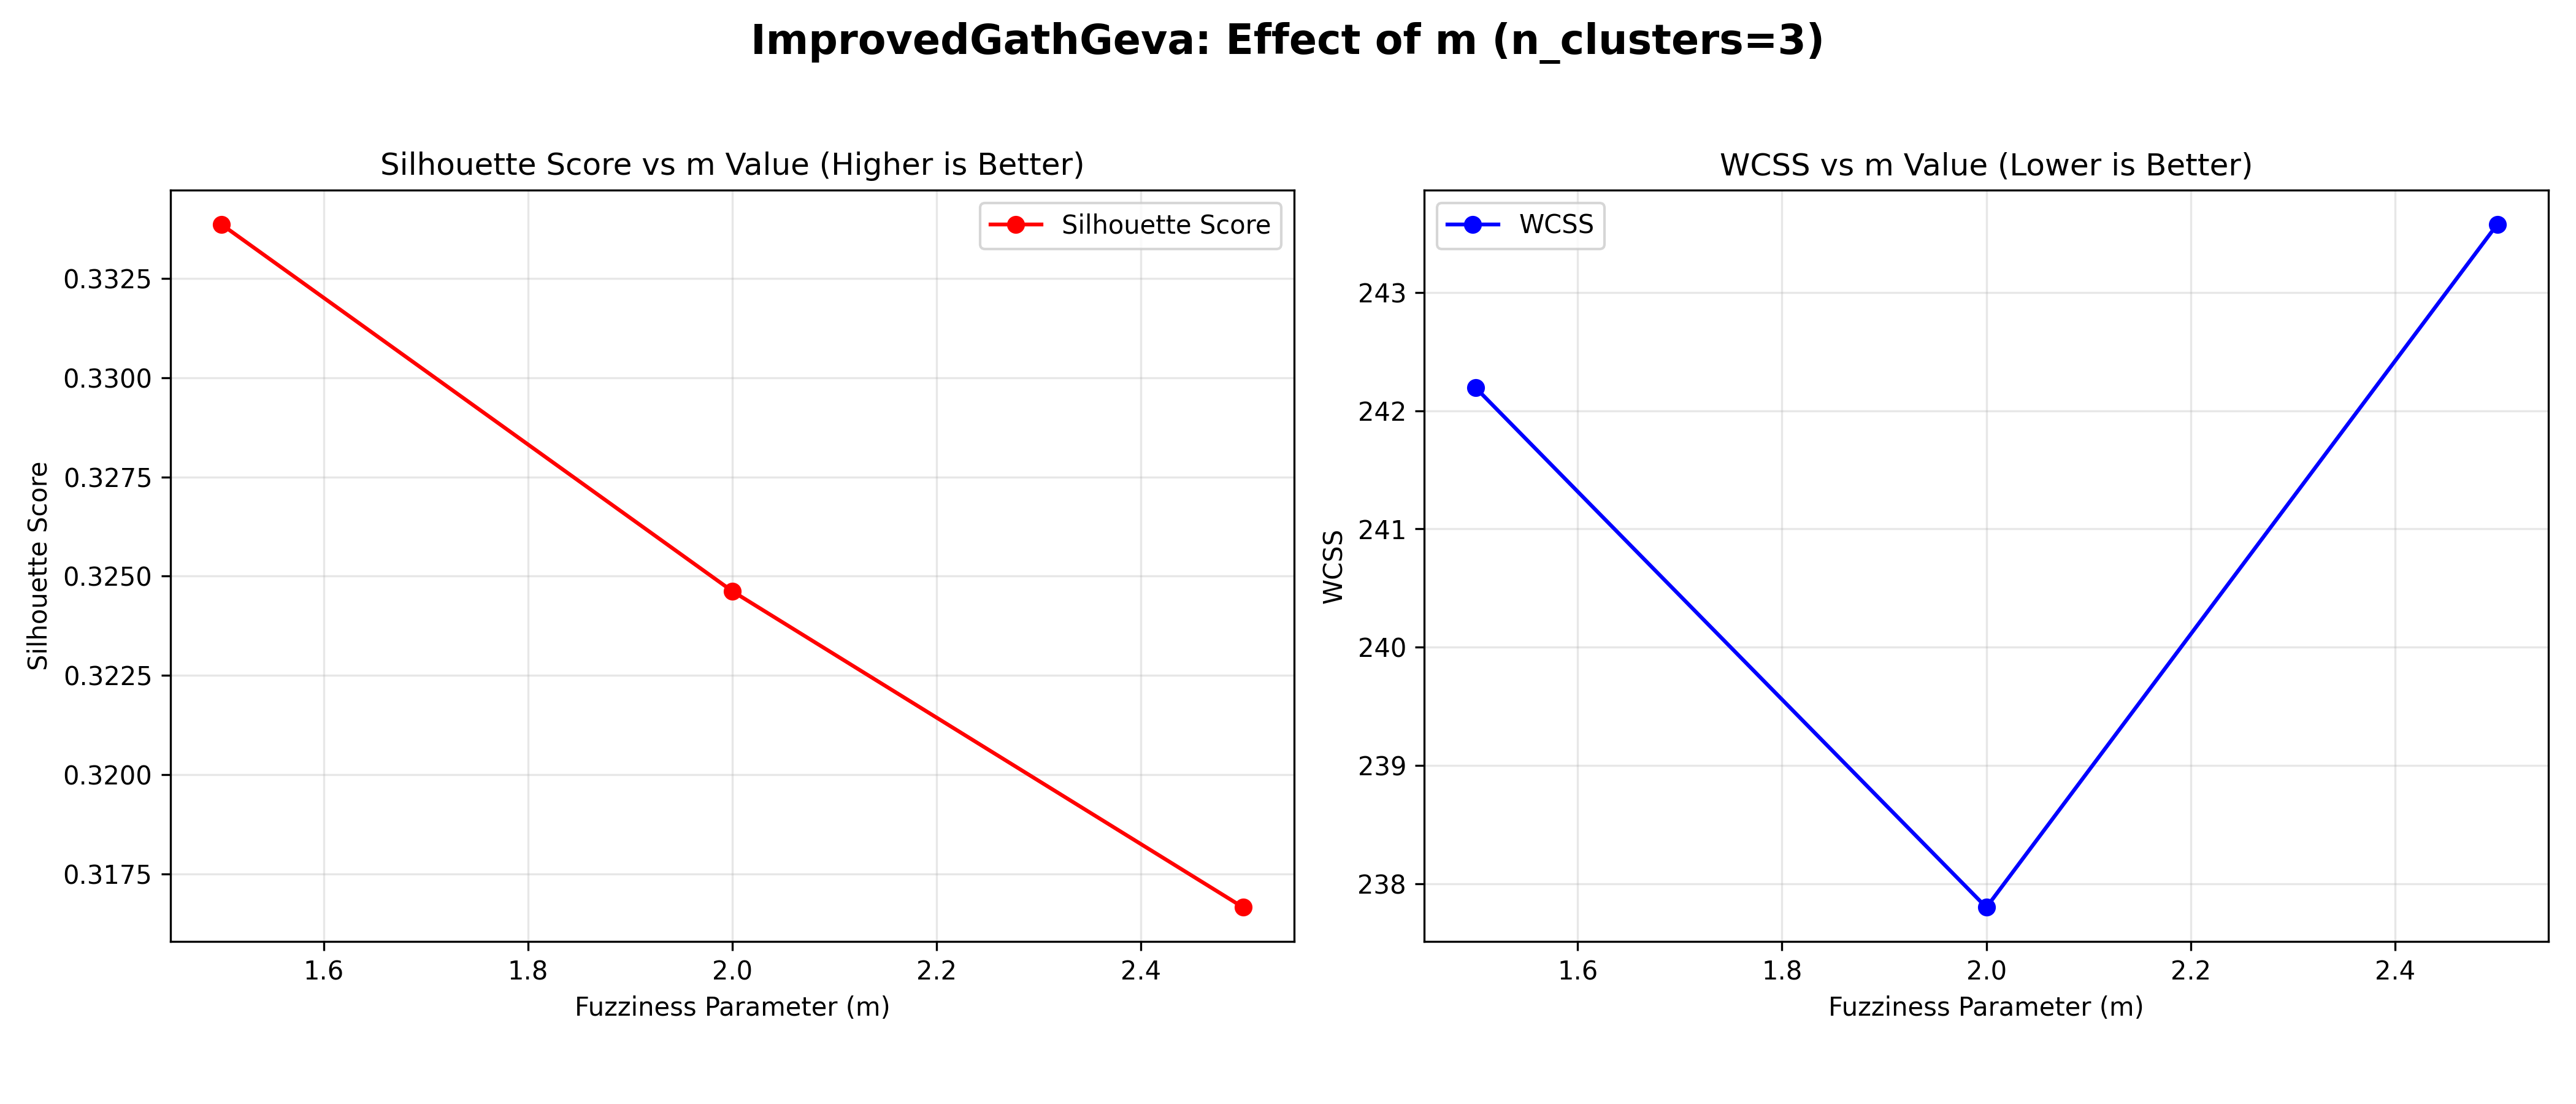 ImprovedGathGeva: Effect of m (n_clusters=3)
Silhouette Score vs m Value (Higher is Better)
Silhouette Score
0.3325
0.3300
0.3275
0.3250
0.3225
0.3200
0.3175
Silhouette Score
1.6 1.8 2.0 2.2 2.4
Fuzziness Parameter (m)
WCSS vs m Value (Lower is Better)
WCSS
243
242
241
240
239
238
WCSS
1.6 1.8 2.0 2.2 2.4
Fuzziness Parameter (m)